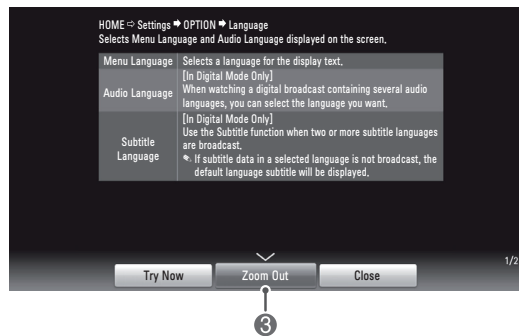 HOME ⇨ Settings ➡ OPTION ➡ Language
Selects Menu Language and Audio Language displayed on the screen.
Menu Language Selects a language for the display text.
[In Digital Mode Only]
When watching a digital broadcast containing several audio
Audio Language
languages, you can select the language you want.
[In Digital Mode Only]
Use the Subtitle function when two or more subtitle languages
are broadcast.
Subtitle
Language
✎ If subtitle data in a selected language is not broadcast, the
default language subtitle will be displayed.
1/2
Try Now Zoom Out Close
3